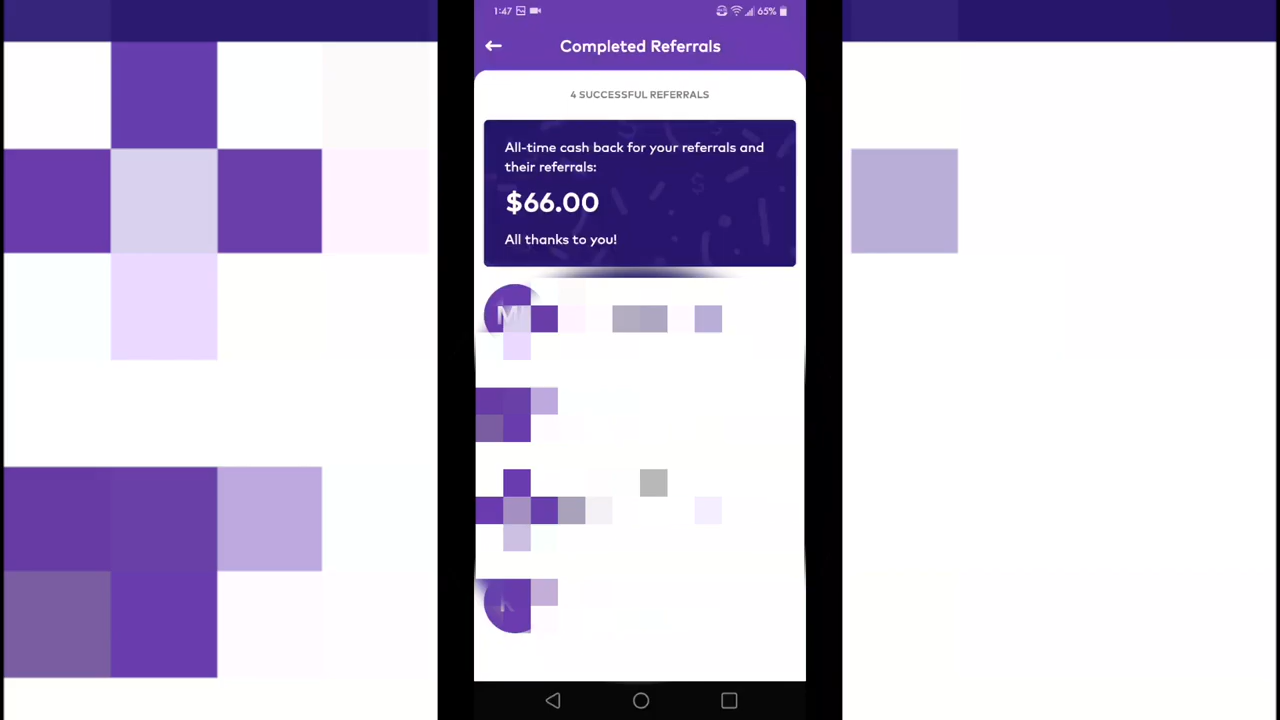 1:47 65%
Completed Referrals
4 SUCCESSFUL REFERRALS
All-time cash back for your referrals and
their referrals:
$66.00
All thanks to you!
M
K